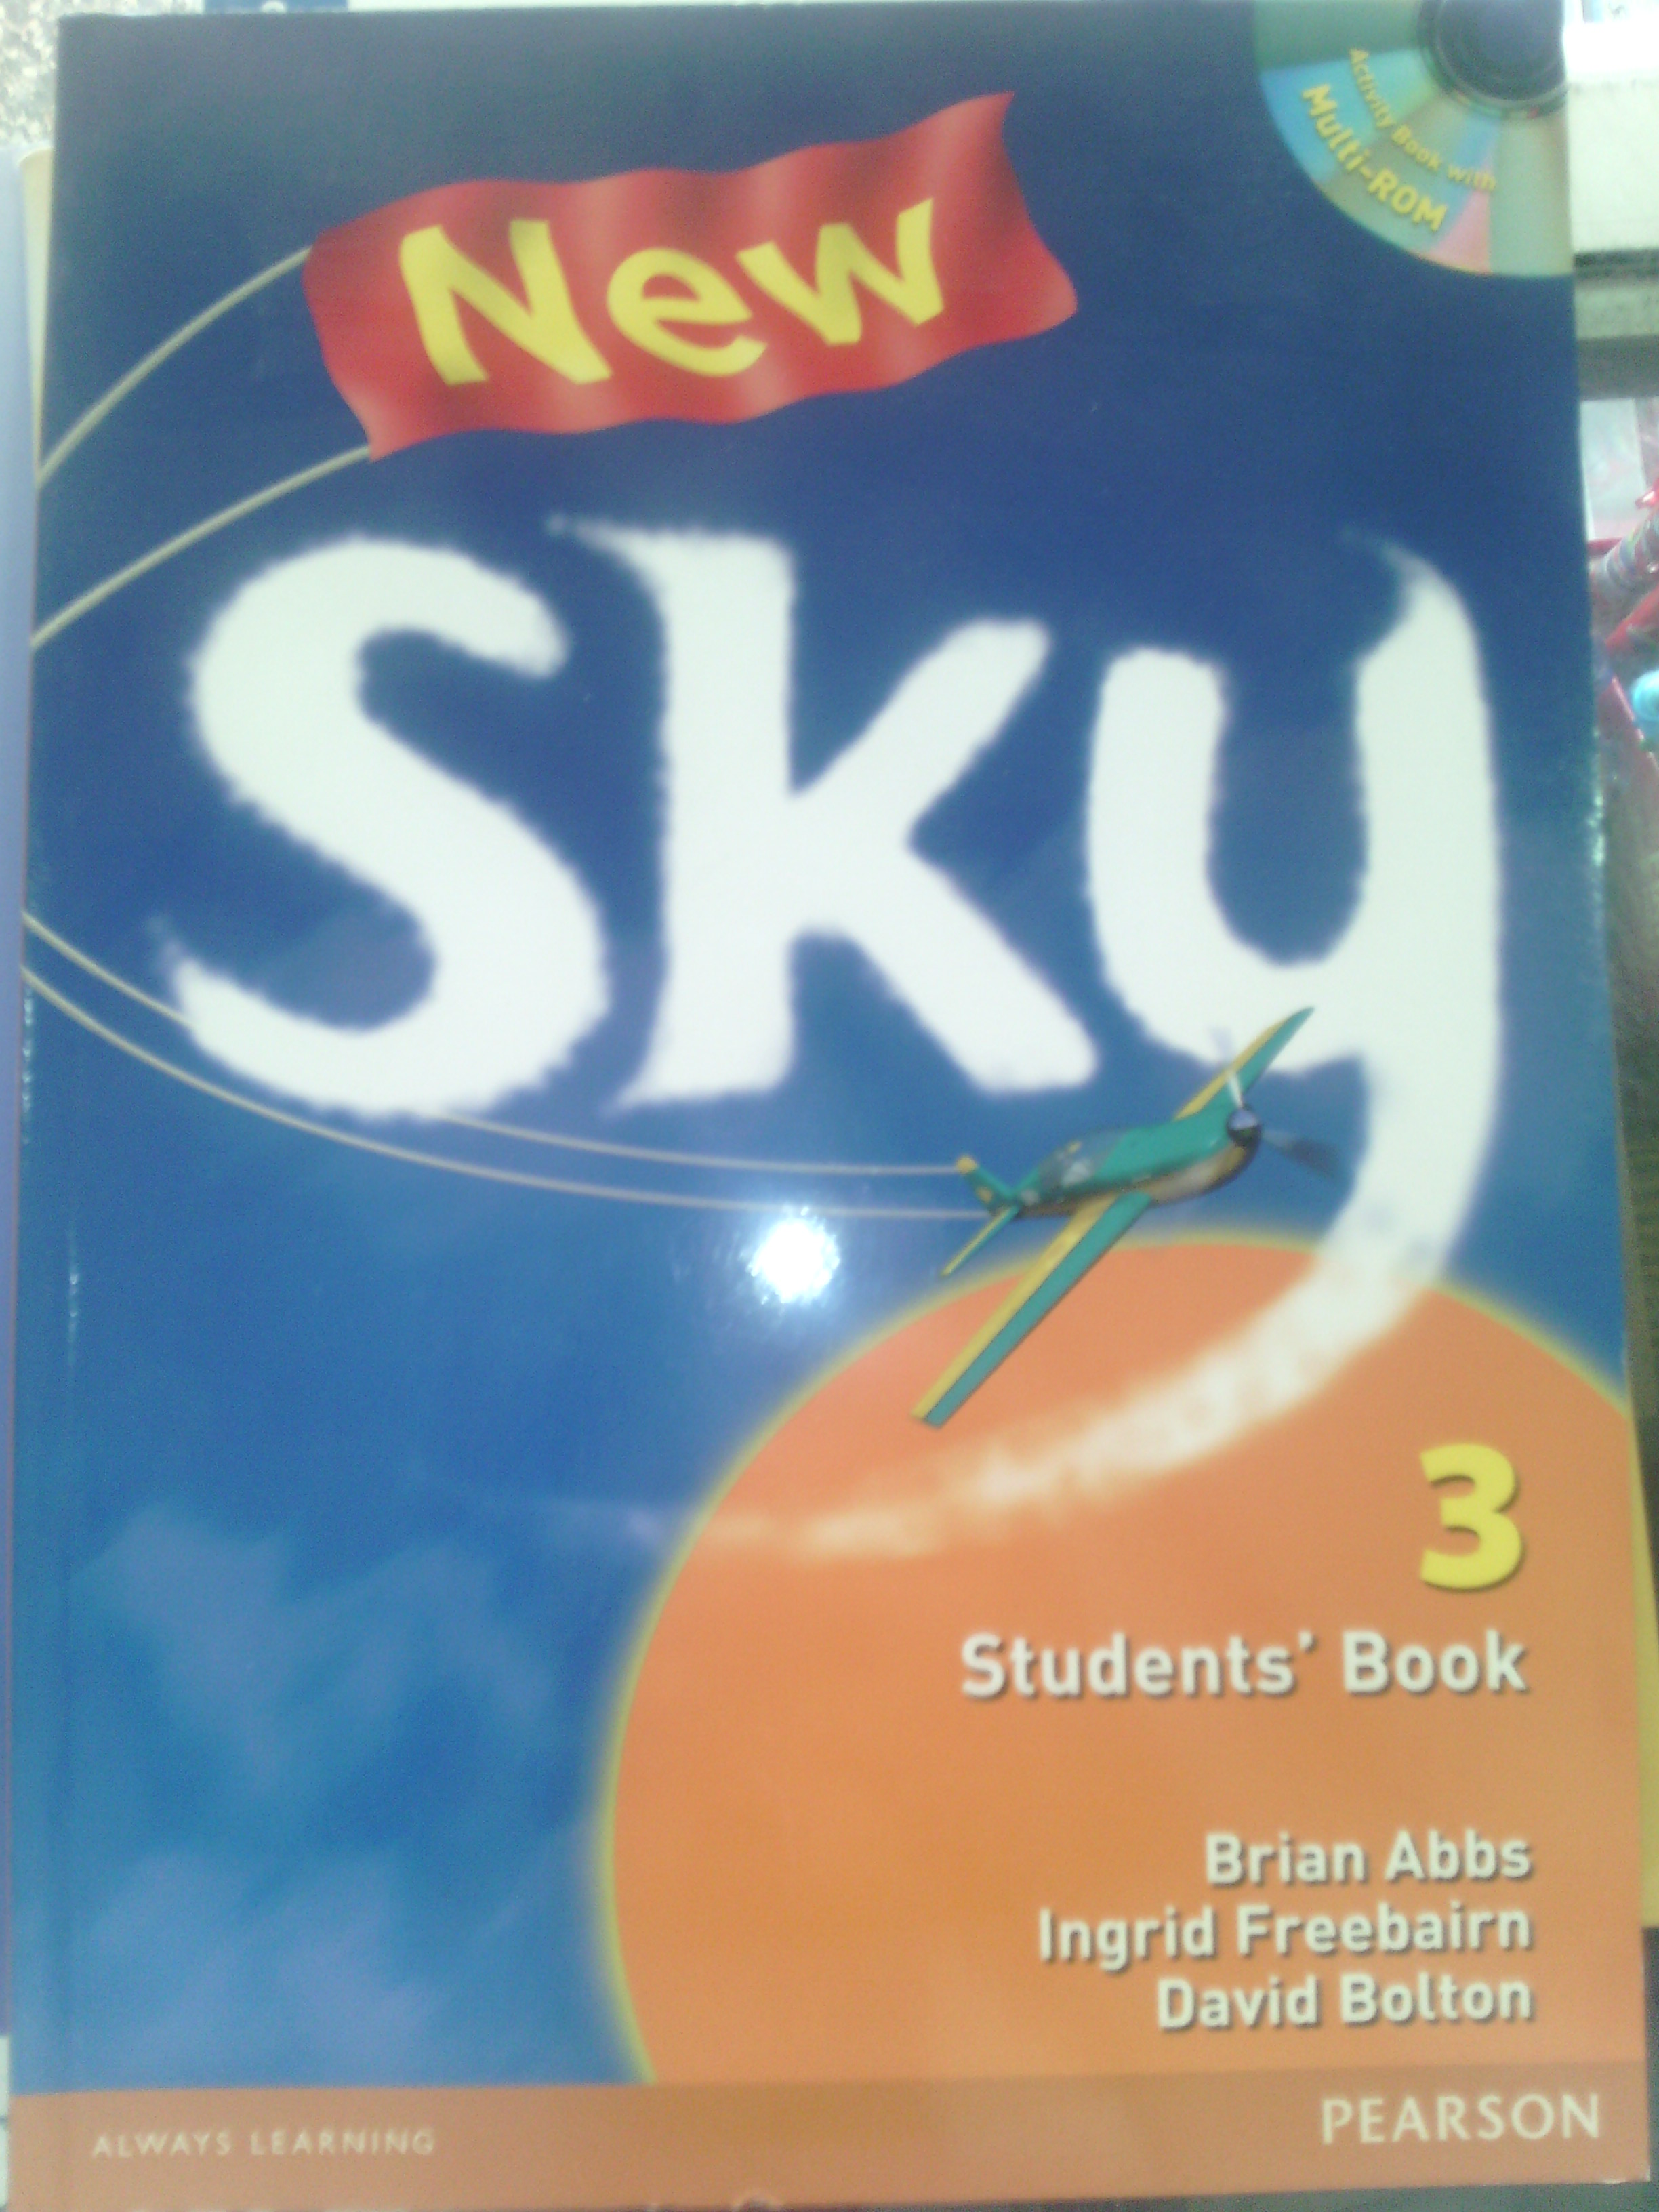 Activity Book with
Multi-ROM
New
sky
3
Students' Book
Brian Abbs
Ingrid Freebairn
David Bolton
ALWAYS LEARNING
PEARSON